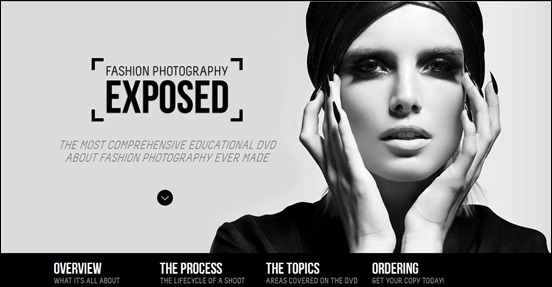 FASHION PHOTOGRAPHY
EXPOSED
THE MOST COMPREHENSIVE EDUCATIONAL DVD
ABOUT FASHION PHOTOGRAPHY EVER MADE
OVERVIEW
WHAT IT'S ALL ABOUT
THE PROCESS
THE LIFECYCLE OF A SHOOT
THE TOPICS
AREAS COVERED ON THE DVD
ORDERING
GET YOUR COPY TODAY!